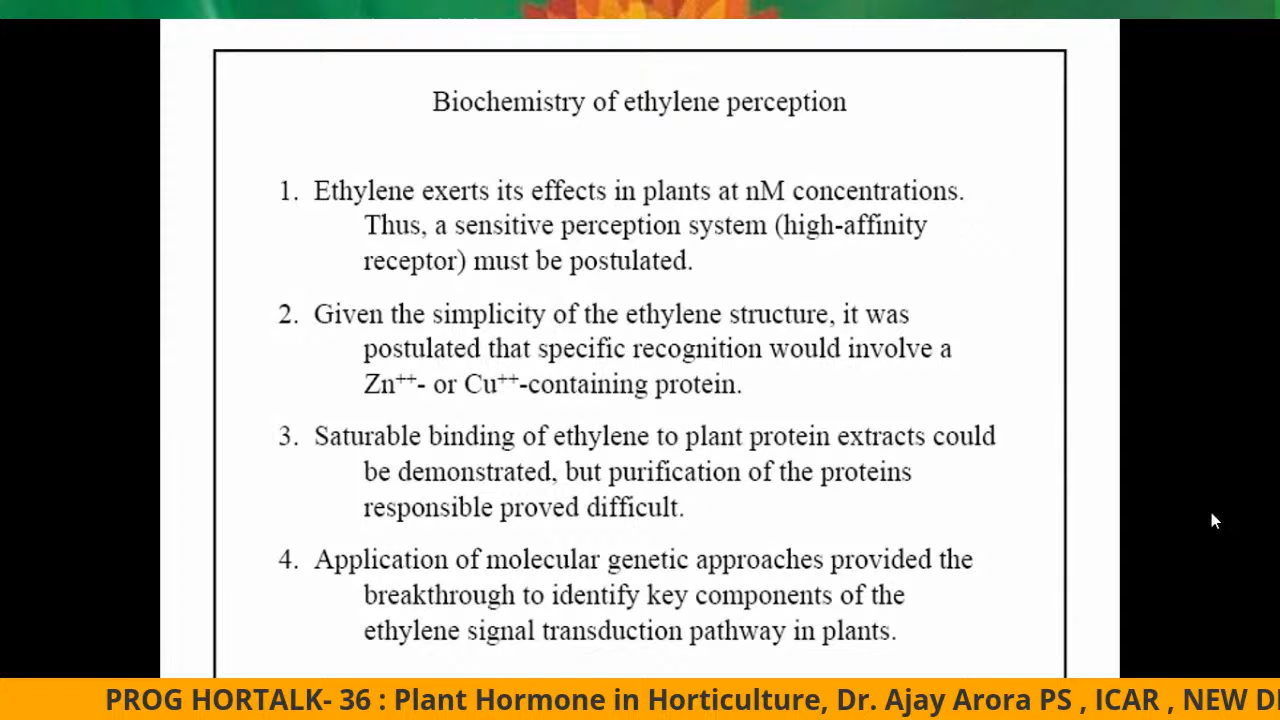 Biochemistry of ethylene perception
1. Ethylene exerts its effects in plants at nM concentrations.
Thus, a sensitive perception system (high-affinity
receptor) must be postulated.
2. Given the simplicity of the ethylene structure, it was
postulated that specific recognition would involve a
Zn⁺⁺- or Cu⁺⁺-containing protein.
3. Saturable binding of ethylene to plant protein extracts could
be demonstrated, but purification of the proteins
responsible proved difficult.
4. Application of molecular genetic approaches provided the
breakthrough to identify key components of the
ethylene signal transduction pathway in plants.
PROG HORTALK- 36 : Plant Hormone in Horticulture, Dr. Ajay Arora PS , ICAR , NEW